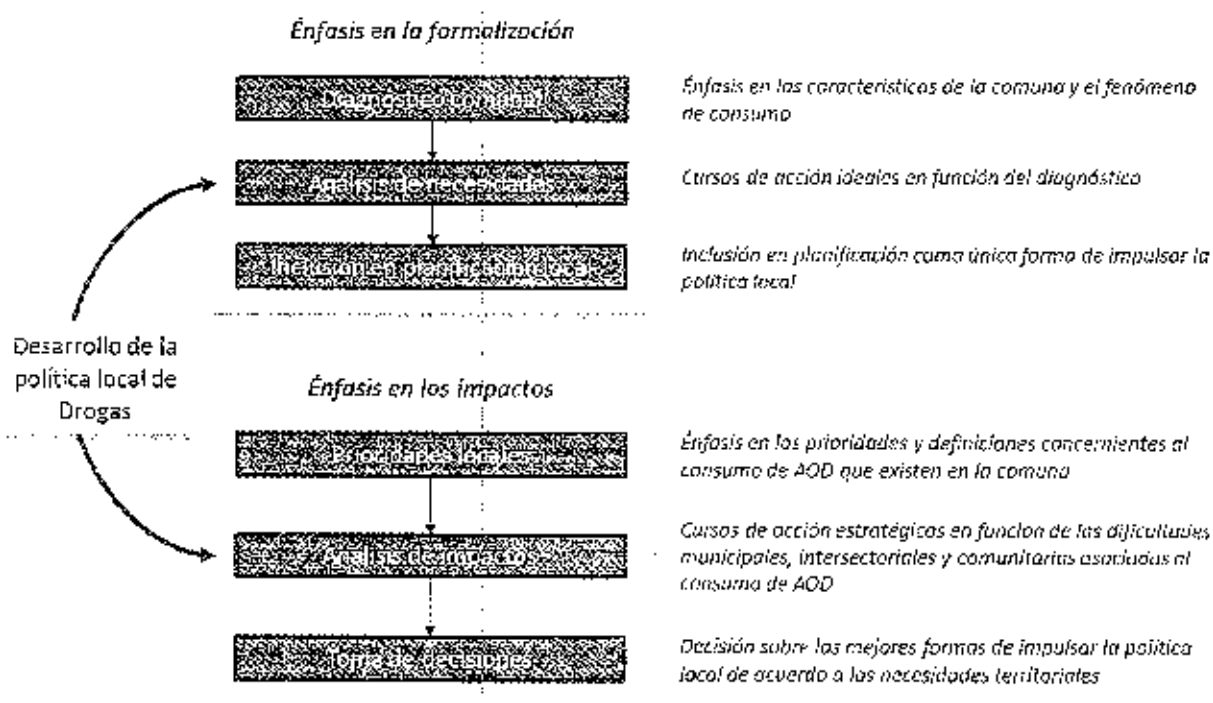 Énfasis en la formalización
Diagnóstico comunal
Énfasis en las características de la comuna y el fenómeno
de consumo
Análisis de necesidades
Cursos de acción ideales en función del diagnóstico
Inclusión en planificación local
Inclusión en planificación como única forma de impulsar la
política local
Desarrollo de la
política local de
Drogas
Énfasis en los impactos
Prioridades locales
Énfasis en las prioridades y definiciones concernientes al
consumo de AOD que existen en la comuna
Análisis de impacto
Cursos de acción estratégicos en función de las dificultades
municipales, intersectoriales y comunitarias asociadas al
consumo de AOD
Toma de decisiones
Decisión sobre las mejores formas de impulsar la política
local de acuerdo a las necesidades territoriales